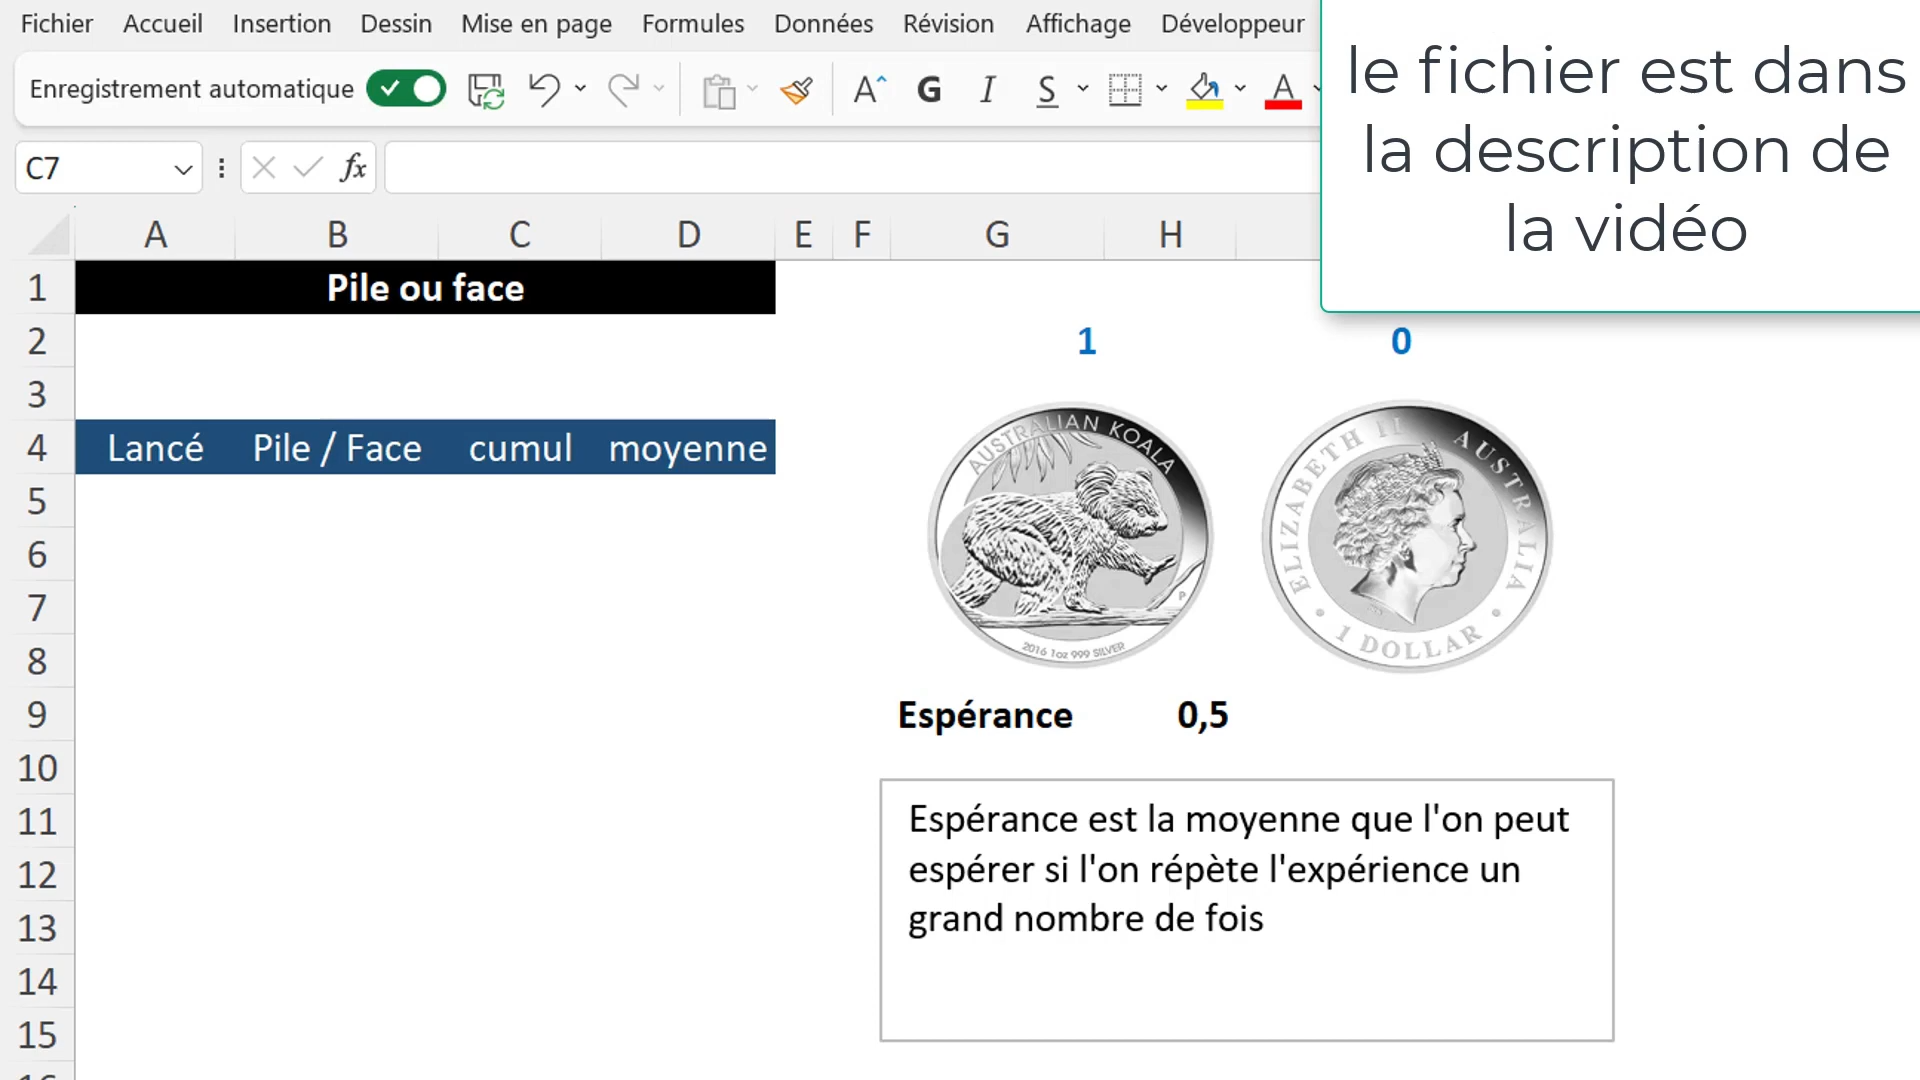 Fichier Accueil Insertion Dessin Mise en page Formules Données Révision Affichage Développeur
le fichier est dans
la description de
la vidéo
Enregistrement automatique A G I S A
C7 fx
A B C D E F G H
1 Pile ou face
2 1 0
3
4 Lancé Pile / Face cumul moyenne
5
6
7
8
9 Espérance 0,5
10
11
12
13
14
15
AUSTRALIAN KOALA
P
2016 1oz 999 SILVER
ELIZABETH II AUSTRALIA
1 DOLLAR
Espérance est la moyenne que l'on peut
espérer si l'on répète l'expérience un
grand nombre de fois